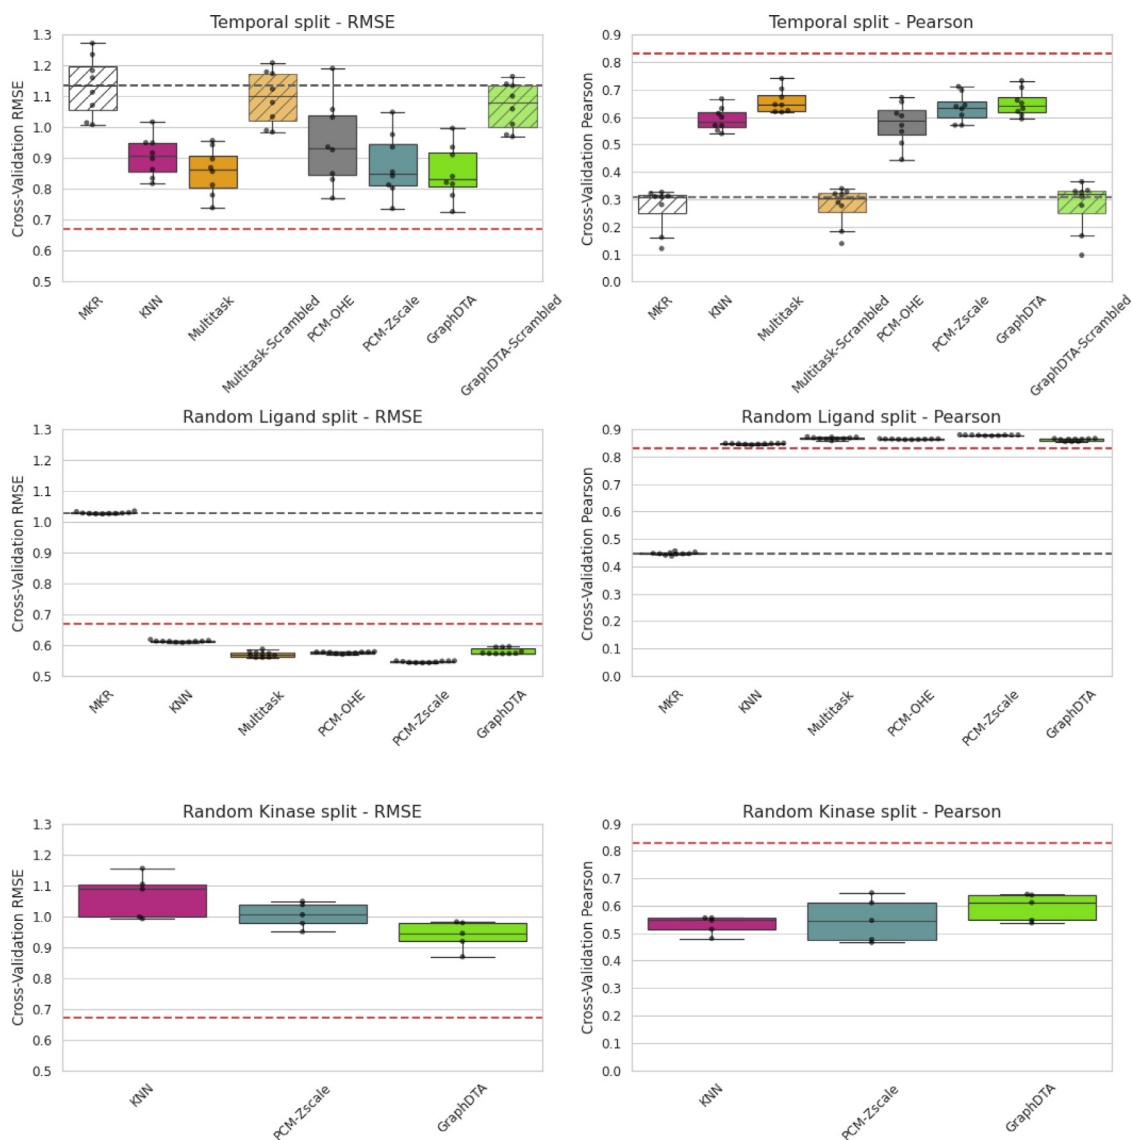 Temporal split - RMSE
Cross-Validation RMSE
1.3
1.2
1.1
1.0
0.9
0.8
0.7
0.6
0.5
MKR
KNN
Multitask
Multitask-Scrambled
PCM-OHE
PCM-Zscale
GraphDTA
GraphDTA-Scrambled
Temporal split - Pearson
Cross-Validation Pearson
0.9
0.8
0.7
0.6
0.5
0.4
0.3
0.2
0.1
0.0
MKR
KNN
Multitask
Multitask-Scrambled
PCM-OHE
PCM-Zscale
GraphDTA
GraphDTA-Scrambled
Random Ligand split - RMSE
Cross-Validation RMSE
1.3
1.2
1.1
1.0
0.9
0.8
0.7
0.6
0.5
MKR
KNN
Multitask
PCM-OHE
PCM-Zscale
GraphDTA
Random Ligand split - Pearson
Cross-Validation Pearson
0.9
0.8
0.7
0.6
0.5
0.4
0.3
0.2
0.1
0.0
MKR
KNN
Multitask
PCM-OHE
PCM-Zscale
GraphDTA
Random Kinase split - RMSE
Cross-Validation RMSE
1.3
1.2
1.1
1.0
0.9
0.8
0.7
0.6
0.5
KNN
PCM-Zscale
GraphDTA
Random Kinase split - Pearson
Cross-Validation Pearson
0.9
0.8
0.7
0.6
0.5
0.4
0.3
0.2
0.1
0.0
KNN
PCM-Zscale
GraphDTA